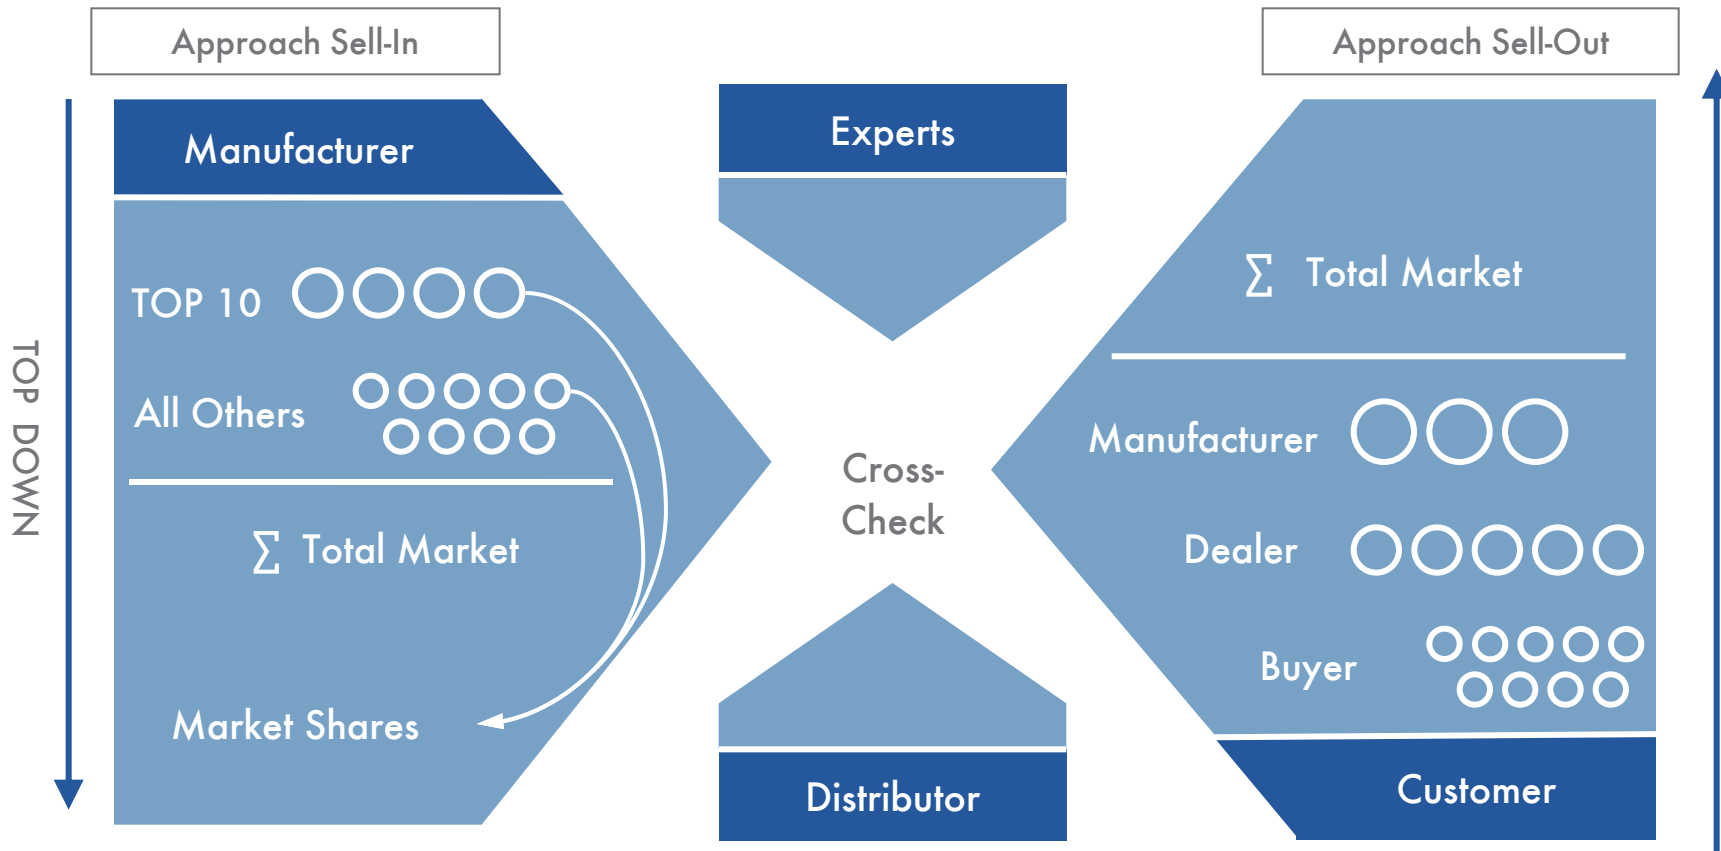 Approach Sell-In
Manufacturer
TOP 10
All Others
∑ Total Market
Market Shares
TOP DOWN
Experts
Cross-
Check
Distributor
Approach Sell-Out
∑ Total Market
Manufacturer
Dealer
Buyer
Customer